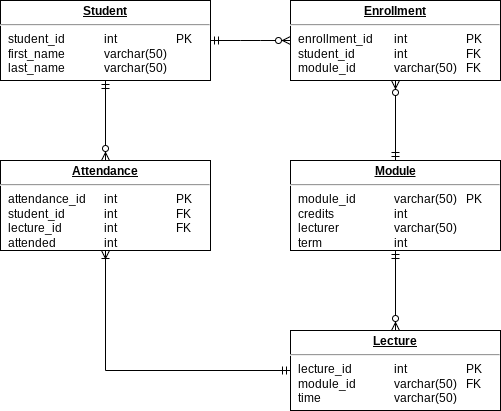 Student
student_id int PK
first_name varchar(50)
last_name varchar(50)
Enrollment
enrollment_id int PK
student_id int FK
module_id varchar(50) FK
Attendance
attendance_id int PK
student_id int FK
lecture_id int FK
attended int
Module
module_id varchar(50) PK
credits int
lecturer varchar(50)
term int
Lecture
lecture_id int PK
module_id varchar(50) FK
time varchar(50)